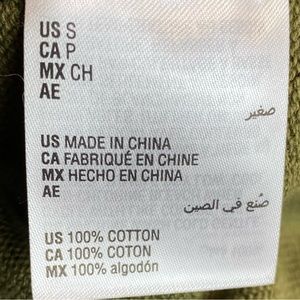 US S
CA P
MX CH
AE
صغير
US MADE IN CHINA
CA FABRIQUÉ EN CHINE
MX HECHO EN CHINA
AE
صُنع في الصين
US 100% COTTON
CA 100% COTON
MX 100% algodón